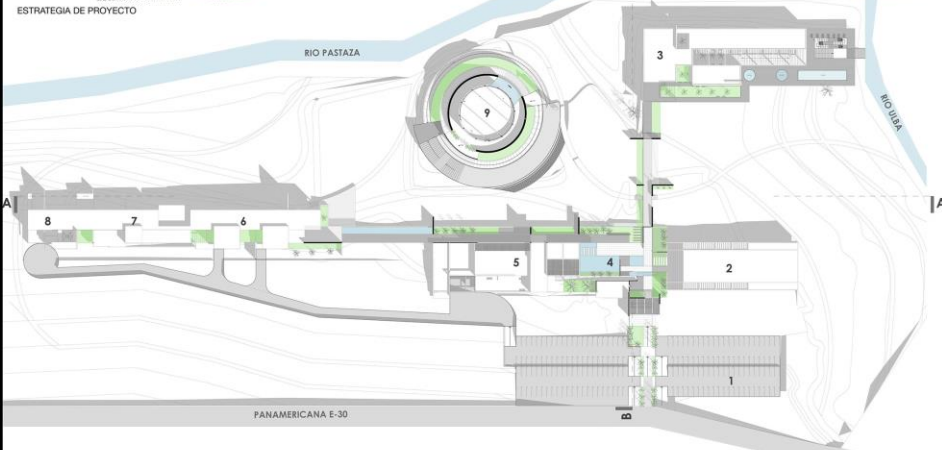 ESTRATEGIA DE PROYECTO
RIO PASTAZA
3
9
RIO ULBA
A
A
8
7
6
5
4
2
1
PANAMERICANA E-30
B